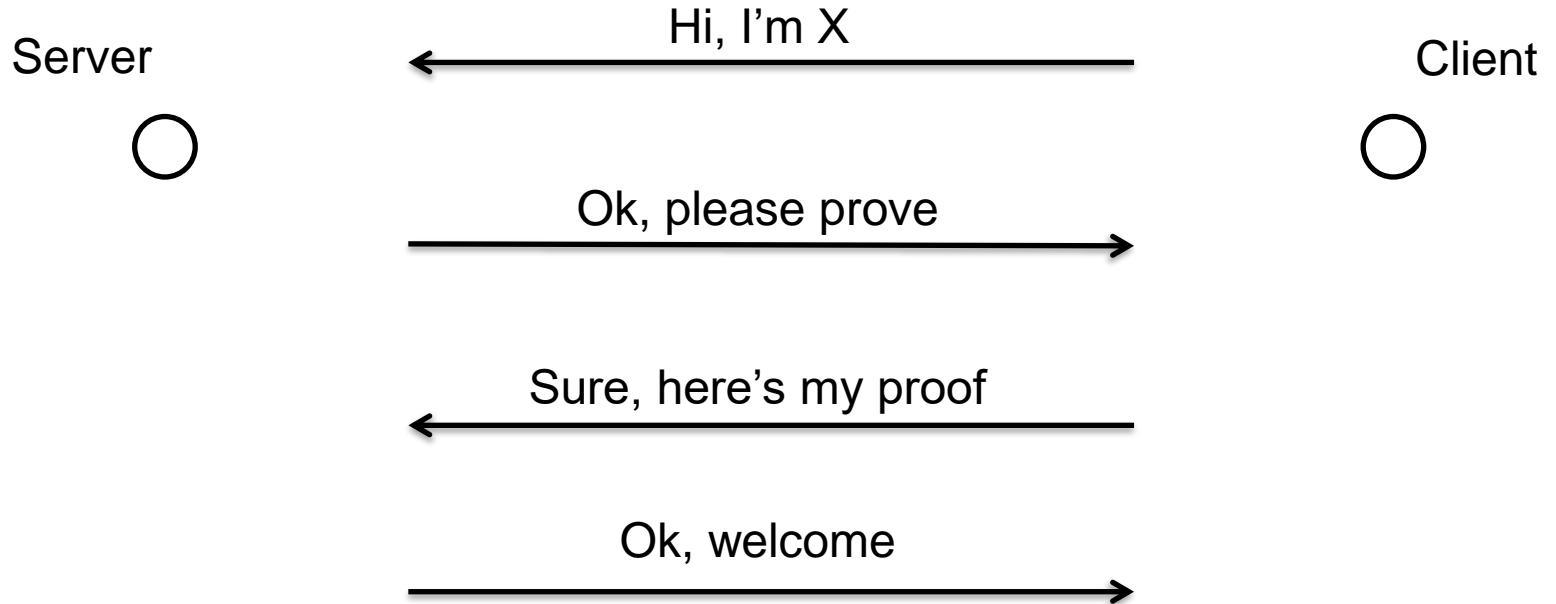 Hi, I’m X
Server
Client
Ok, please prove
Sure, here’s my proof
Ok, welcome